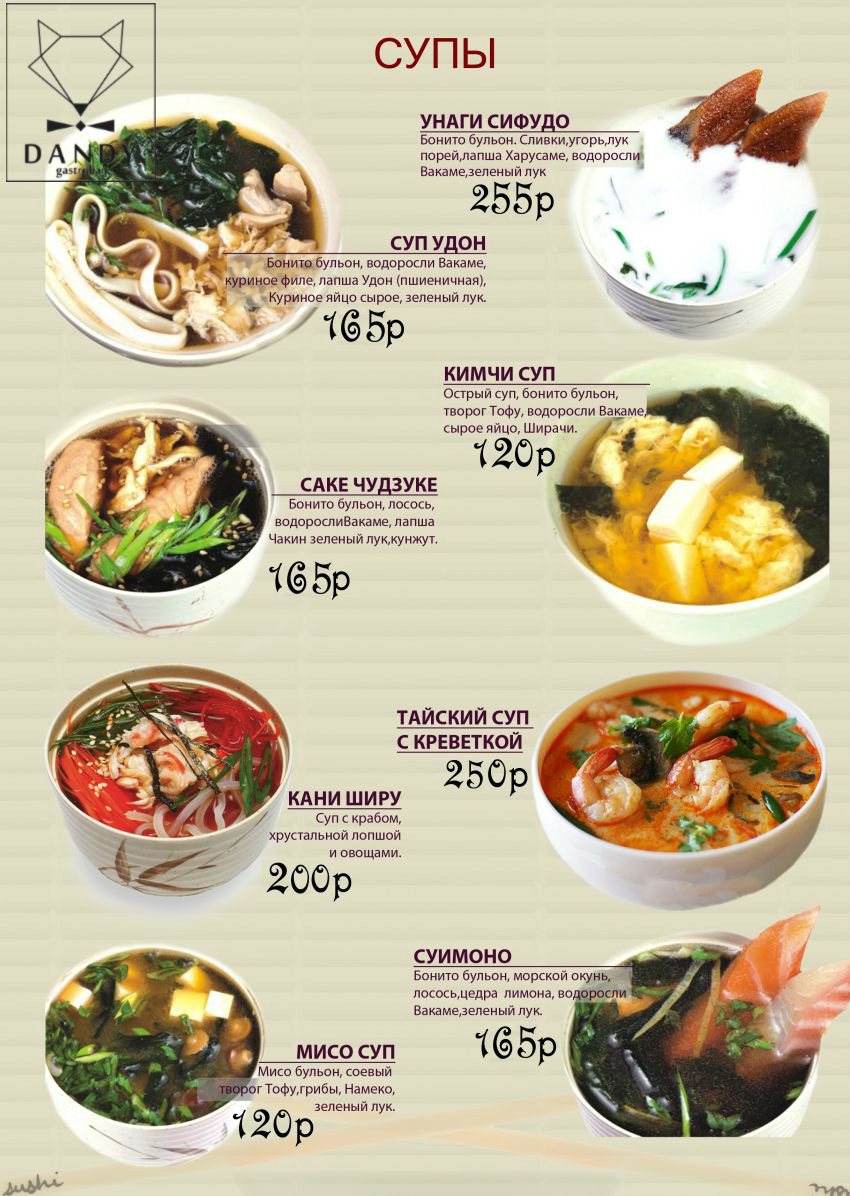 СУПЫ
DANDY
УНАГИ СИФУДО
Бонито бульон. Сливки,угорь,лук
порей,лапша Харусаме, водоросли
Вакаме,зеленый лук
255р
СУП УДОН
Бонито бульон, водоросли Вакаме,
куриное филе, лапша Удон (пшеничная),
Куриное яйцо сырое, зеленый лук.
165р
КИМЧИ СУП
Острый суп, бонито бульон,
творог Тофу, водоросли Вакаме,
сырое яйцо, Ширачи.
120р
САКЕ ЧУДЗУКЕ
Бонито бульон, лосось,
водорослиВакаме, лапша
Чакин зеленый лук,кунжут.
165р
ТАЙСКИЙ СУП
С КРЕВЕТКОЙ
250р
КАНИ ШИРУ
Суп с крабом,
хрустальной лопшой
и овощами.
200р
СУИМОНО
Бонито бульон, морской окунь,
лосось,цедра лимона, водоросли
Вакаме,зеленый лук.
165р
МИСО СУП
Мисо бульон, соевый
творог Тофу,грибы, Намеко,
зеленый лук.
120р
sushi